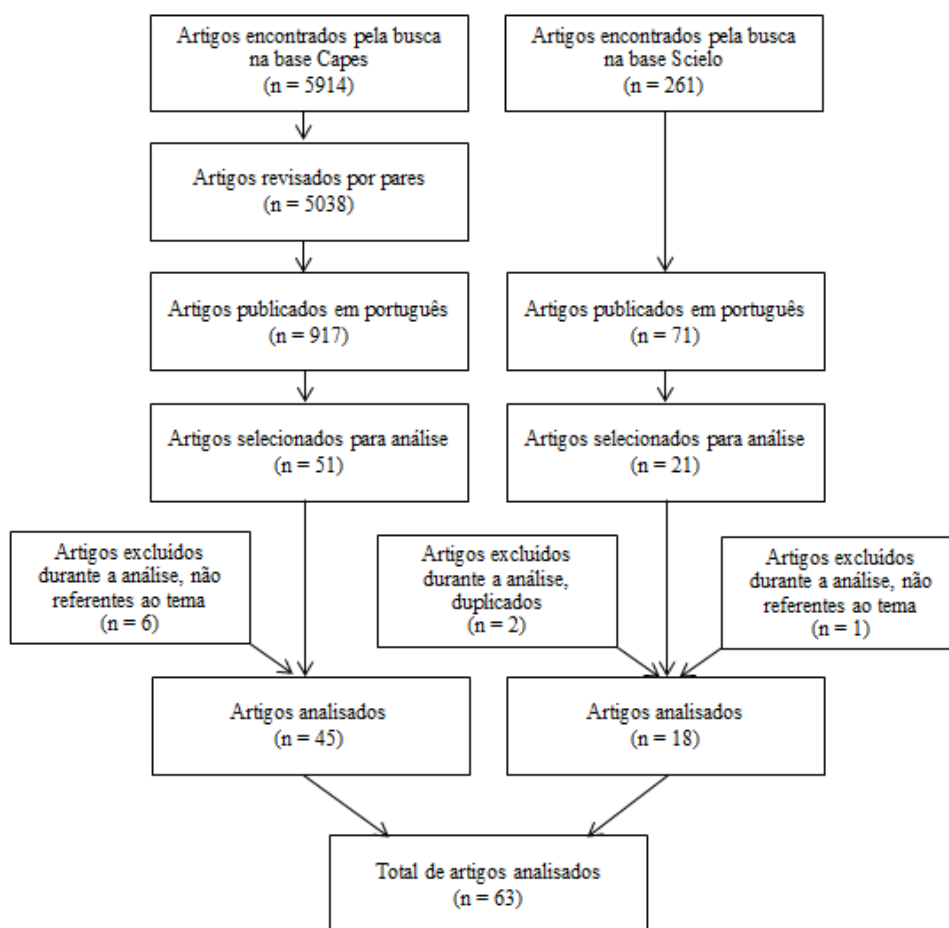 Artigos encontrados pela busca
na base Capes
(n = 5914)
Artigos encontrados pela busca
na base Scielo
(n = 261)
Artigos revisados por pares
(n = 5038)
Artigos publicados em português
(n = 917)
Artigos publicados em português
(n = 71)
Artigos selecionados para análise
(n = 51)
Artigos selecionados para análise
(n = 21)
Artigos excluídos
durante a análise, não
referentes ao tema
(n = 6)
Artigos excluídos
durante a análise,
duplicados
(n = 2)
Artigos excluídos
durante a análise, não
referentes ao tema
(n = 1)
Artigos analisados
(n = 45)
Artigos analisados
(n = 18)
Total de artigos analisados
(n = 63)